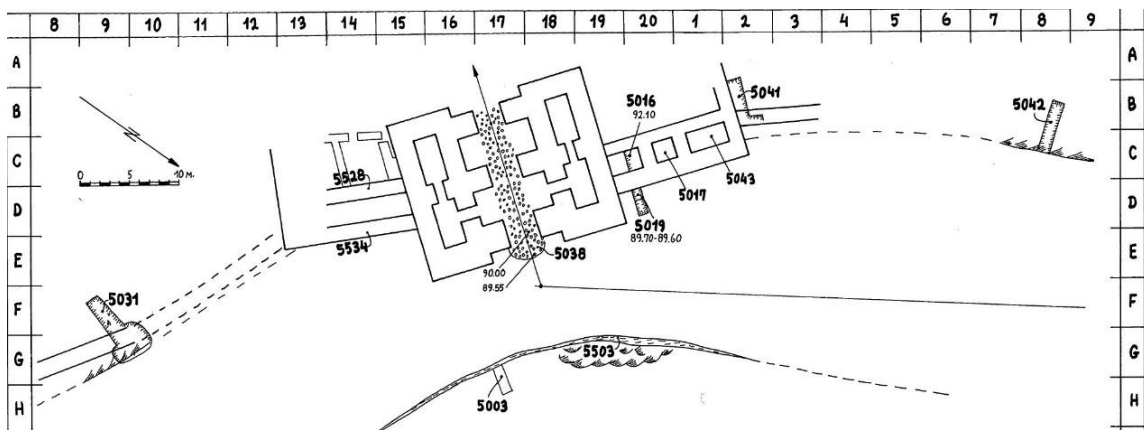 8 9 10 11 12 13 14 15 16 17 18 19 20 1 2 3 4 5 6 7 8 9
A A
B B
C C
D D
E E
F F
G G
H H
5041
5016
92.10
5042
0 5 10 м.
5528
5017
5043
5019
89.70-89.60
5534
5038
90.00
89.55
5031
5503
5003